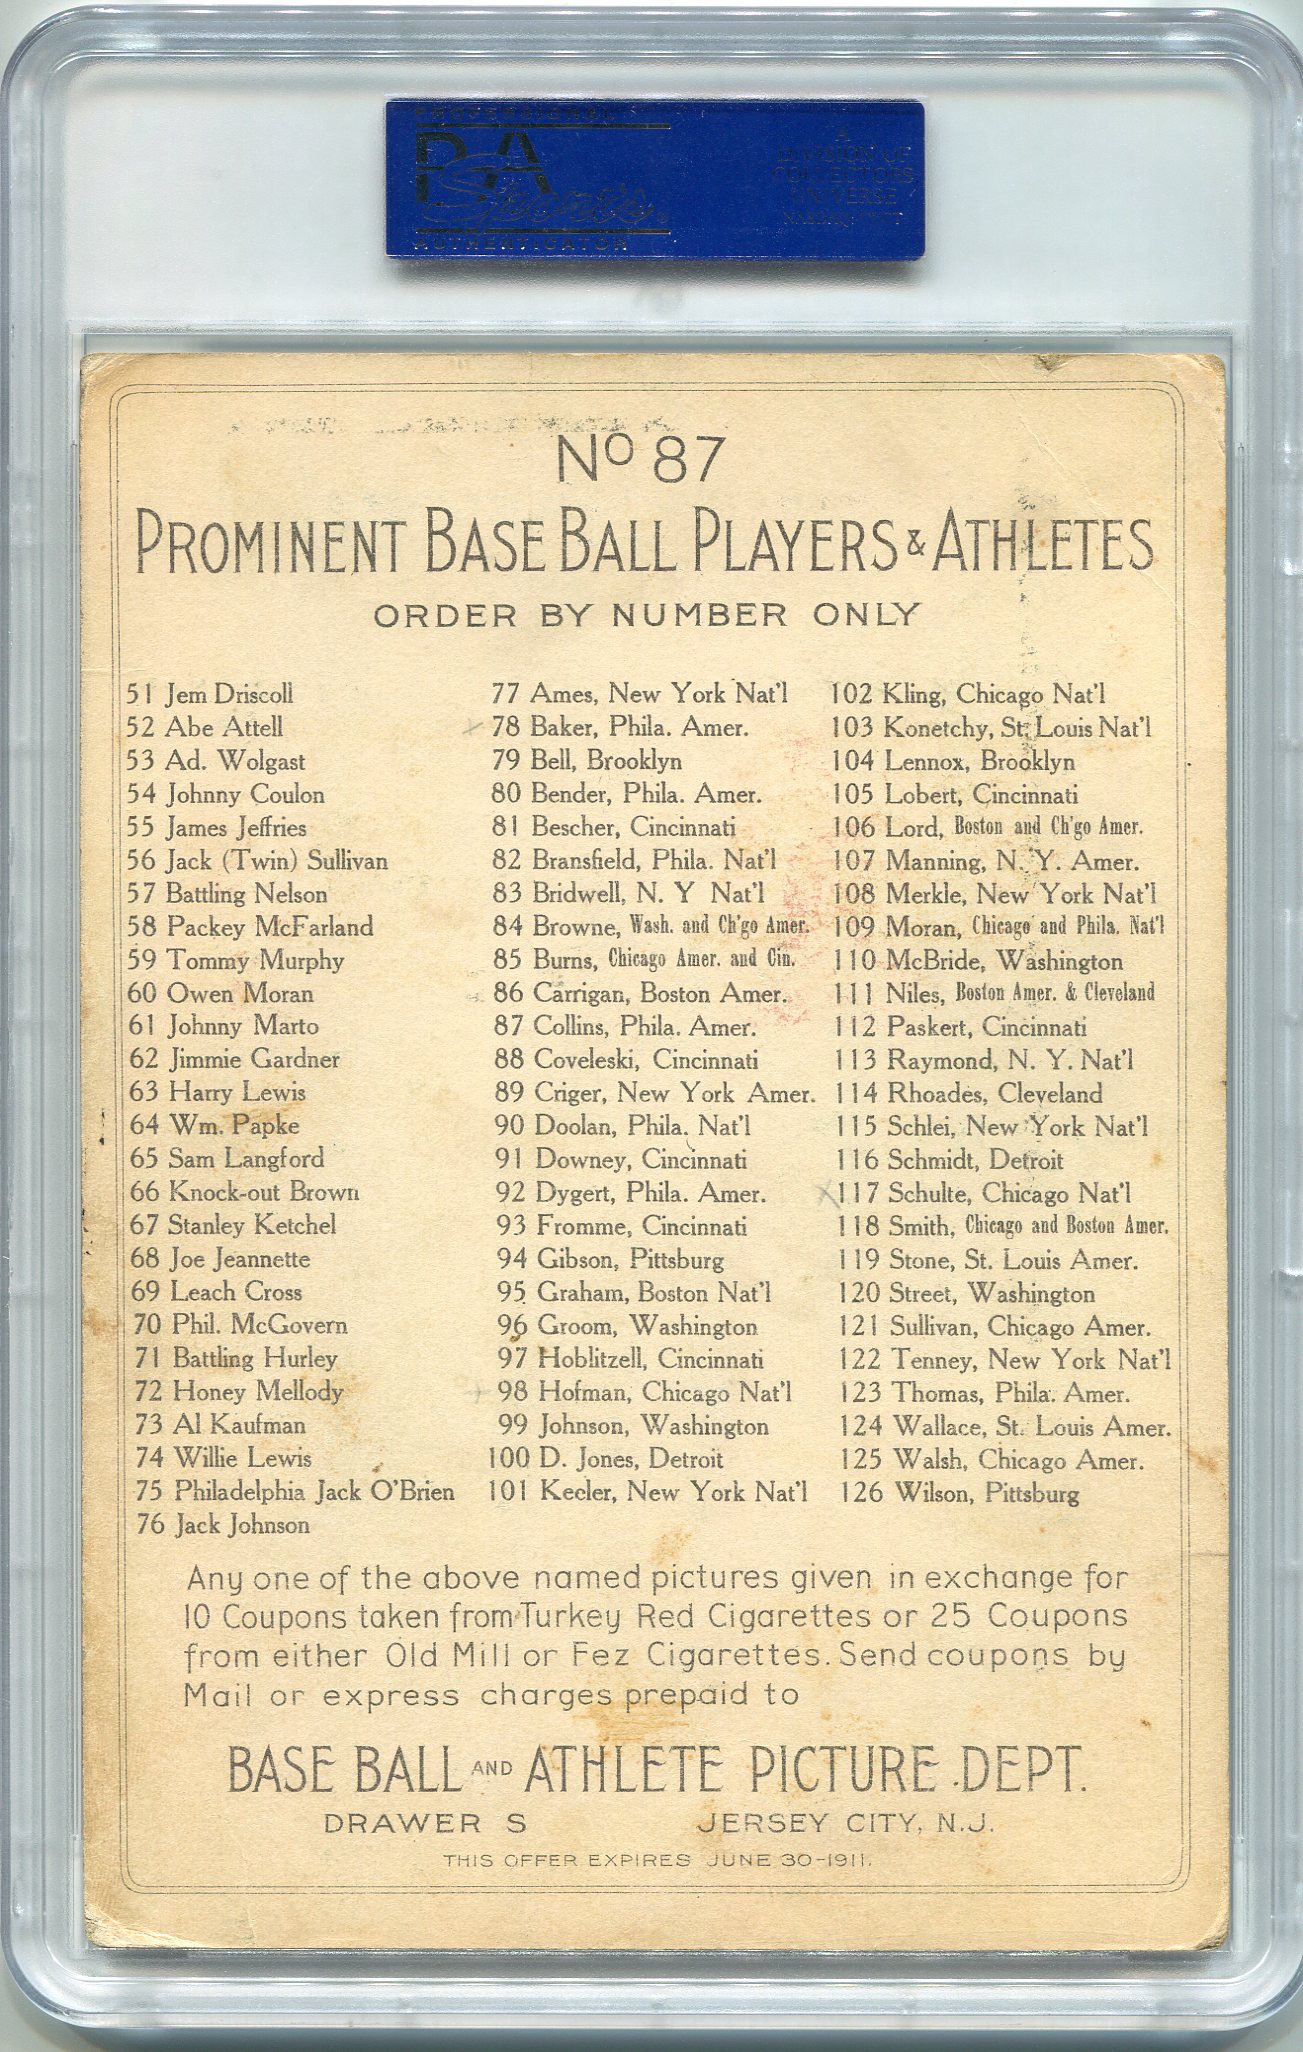 PROFESSIONAL
PSA
Sports
AUTHENTICATOR
A
DIVISION OF
COLLECTORS
UNIVERSE
No 87
PROMINENT BASE BALL PLAYERS & ATHLETES
ORDER BY NUMBER ONLY
51 Jem Driscoll
52 Abe Attell
53 Ad. Wolgast
54 Johnny Coulon
55 James Jeffries
56 Jack (Twin) Sullivan
57 Battling Nelson
58 Packey McFarland
59 Tommy Murphy
60 Owen Moran
61 Johnny Marto
62 Jimmie Gardner
63 Harry Lewis
64 Wm. Papke
65 Sam Langford
66 Knock-out Brown
67 Stanley Ketchel
68 Joe Jeannette
69 Leach Cross
70 Phil. McGovern
71 Battling Hurley
72 Honey Mellody
73 Al Kaufman
74 Willie Lewis
75 Philadelphia Jack O'Brien
76 Jack Johnson
77 Ames, New York Nat'l
78 Baker, Phila. Amer.
79 Bell, Brooklyn
80 Bender, Phila. Amer.
81 Bescher, Cincinnati
82 Bransfield, Phila. Nat'l
83 Bridwell, N. Y Nat'l
84 Browne, Wash. and Ch'go Amer.
85 Burns, Chicago Amer. and Cin.
86 Carrigan, Boston Amer.
87 Collins, Phila. Amer.
88 Coveleski, Cincinnati
89 Criger, New York Amer.
90 Doolan, Phila. Nat'l
91 Downey, Cincinnati
92 Dygert, Phila. Amer.
93 Fromme, Cincinnati
94 Gibson, Pittsburg
95 Graham, Boston Nat'l
96 Groom, Washington
97 Hoblitzell, Cincinnati
98 Hofman, Chicago Nat'l
99 Johnson, Washington
100 D. Jones, Detroit
101 Keeler, New York Nat'l
102 Kling, Chicago Nat'l
103 Konetchy, St. Louis Nat'l
104 Lennox, Brooklyn
105 Lobert, Cincinnati
106 Lord, Boston and Ch'go Amer.
107 Manning, N. Y. Amer.
108 Merkle, New York Nat'l
109 Moran, Chicago and Phila. Nat'l
110 McBride, Washington
111 Niles, Boston Amer. & Cleveland
112 Paskert, Cincinnati
113 Raymond, N. Y. Nat'l
114 Rhoades, Cleveland
115 Schlei, New York Nat'l
116 Schmidt, Detroit
117 Schulte, Chicago Nat'l
118 Smith, Chicago and Boston Amer.
119 Stone, St. Louis Amer.
120 Street, Washington
121 Sullivan, Chicago Amer.
122 Tenney, New York Nat'l
123 Thomas, Phila. Amer.
124 Wallace, St. Louis Amer.
125 Walsh, Chicago Amer.
126 Wilson, Pittsburg
Any one of the above named pictures given in exchange for
10 Coupons taken from Turkey Red Cigarettes or 25 Coupons
from either Old Mill or Fez Cigarettes. Send coupons by
Mail or express charges prepaid to
BASE BALL AND ATHLETE PICTURE DEPT.
DRAWER S JERSEY CITY, N.J.
THIS OFFER EXPIRES JUNE 30-1911.